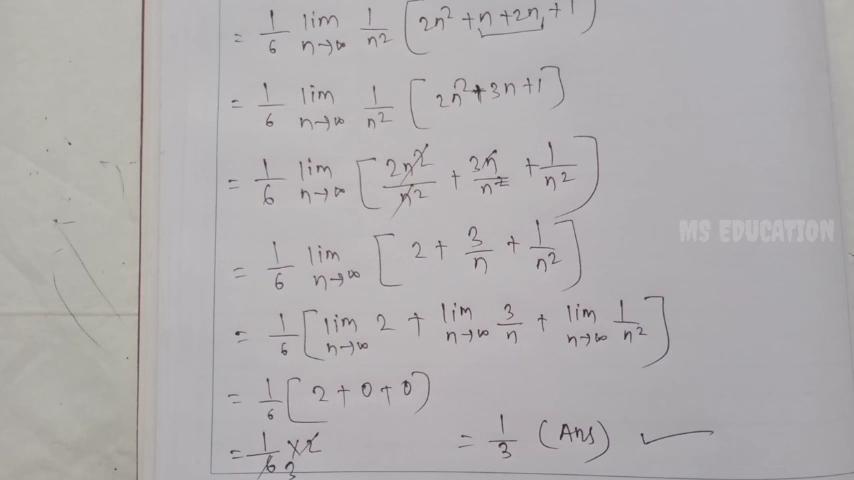 = 1/6 lim n→∞ 1/n² [2n² + n + 2n + 1]
= 1/6 lim n→∞ 1/n² [2n² + 3n + 1]
= 1/6 lim n→∞ [2n²/n² + 3n/n² + 1/n²]
= 1/6 lim n→∞ [2 + 3/n + 1/n²]
= 1/6 [lim n→∞ 2 + lim n→∞ 3/n + lim n→∞ 1/n²]
= 1/6 [2 + 0 + 0]
= 1/6 × 2 3 = 1/3 (Ans)
MS EDUCATION